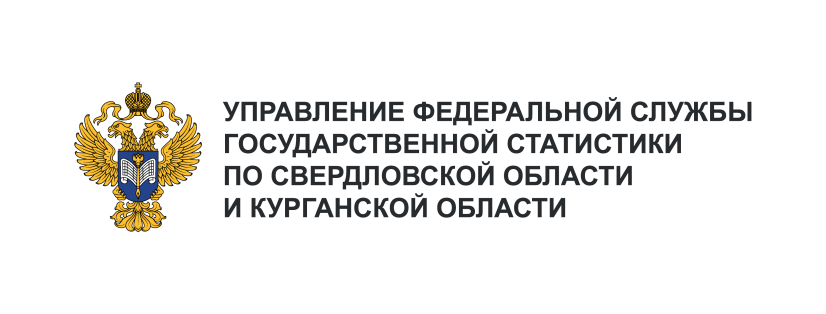 УПРАВЛЕНИЕ ФЕДЕРАЛЬНОЙ СЛУЖБЫ
ГОСУДАРСТВЕННОЙ СТАТИСТИКИ
ПО СВЕРДЛОВСКОЙ ОБЛАСТИ
И КУРГАНСКОЙ ОБЛАСТИ